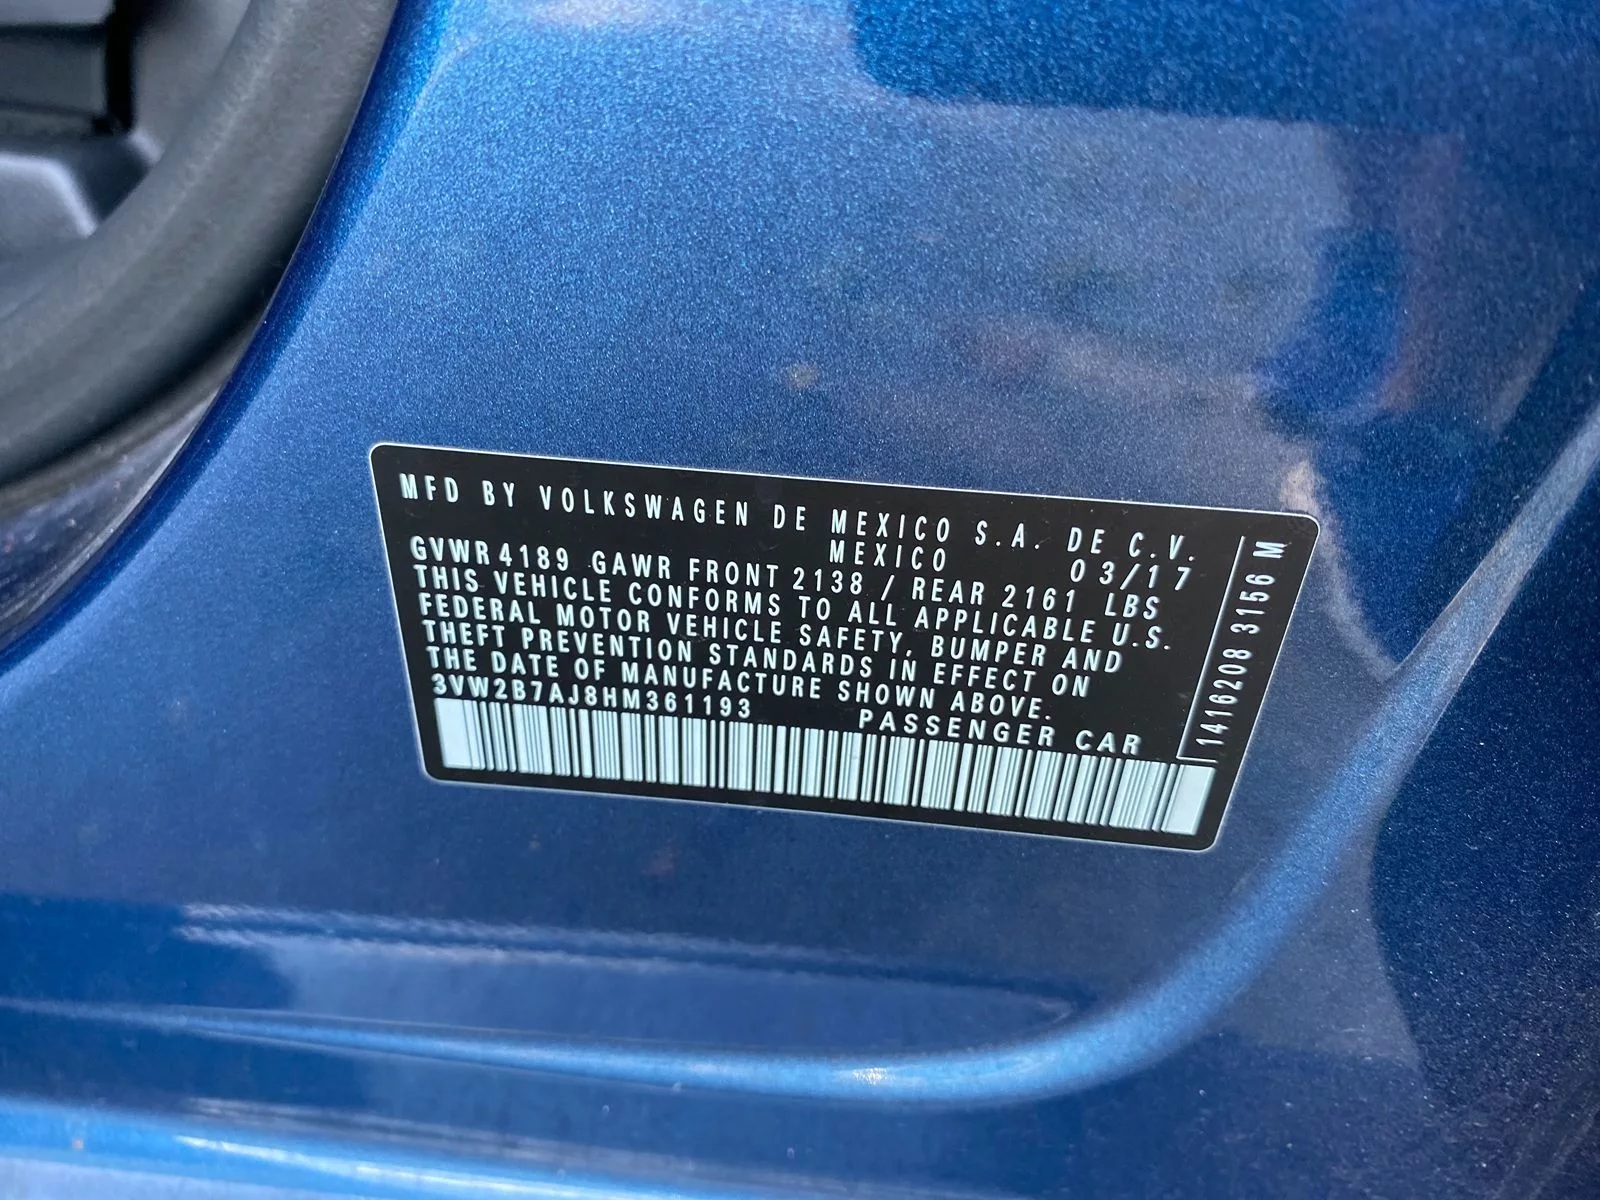 MFD BY VOLKSWAGEN DE MEXICO S.A. DE C.V.
MEXICO 03/17
GVWR 4189 GAWR FRONT 2138 / REAR 2161 LBS
THIS VEHICLE CONFORMS TO ALL APPLICABLE U.S.
FEDERAL MOTOR VEHICLE SAFETY, BUMPER AND
THEFT PREVENTION STANDARDS IN EFFECT ON
THE DATE OF MANUFACTURE SHOWN ABOVE.
3VW2B7AJ8HM361193 PASSENGER CAR
1416208 3156 M